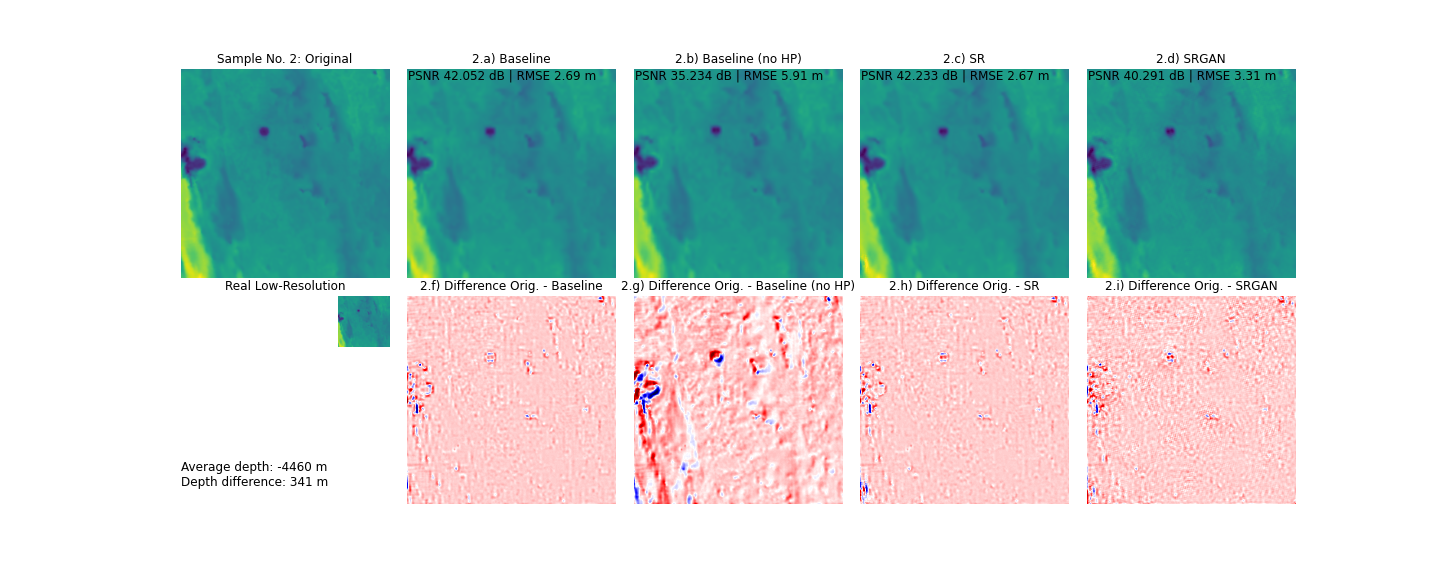 Sample No. 2: Original
2.a) Baseline
2.b) Baseline (no HP)
2.c) SR
2.d) SRGAN
PSNR 42.052 dB | RMSE 2.69 m
PSNR 35.234 dB | RMSE 5.91 m
PSNR 42.233 dB | RMSE 2.67 m
PSNR 40.291 dB | RMSE 3.31 m
Real Low-Resolution
2.f) Difference Orig. - Baseline
2.g) Difference Orig. - Baseline (no HP)
2.h) Difference Orig. - SR
2.i) Difference Orig. - SRGAN
Average depth: -4460 m
Depth difference: 341 m